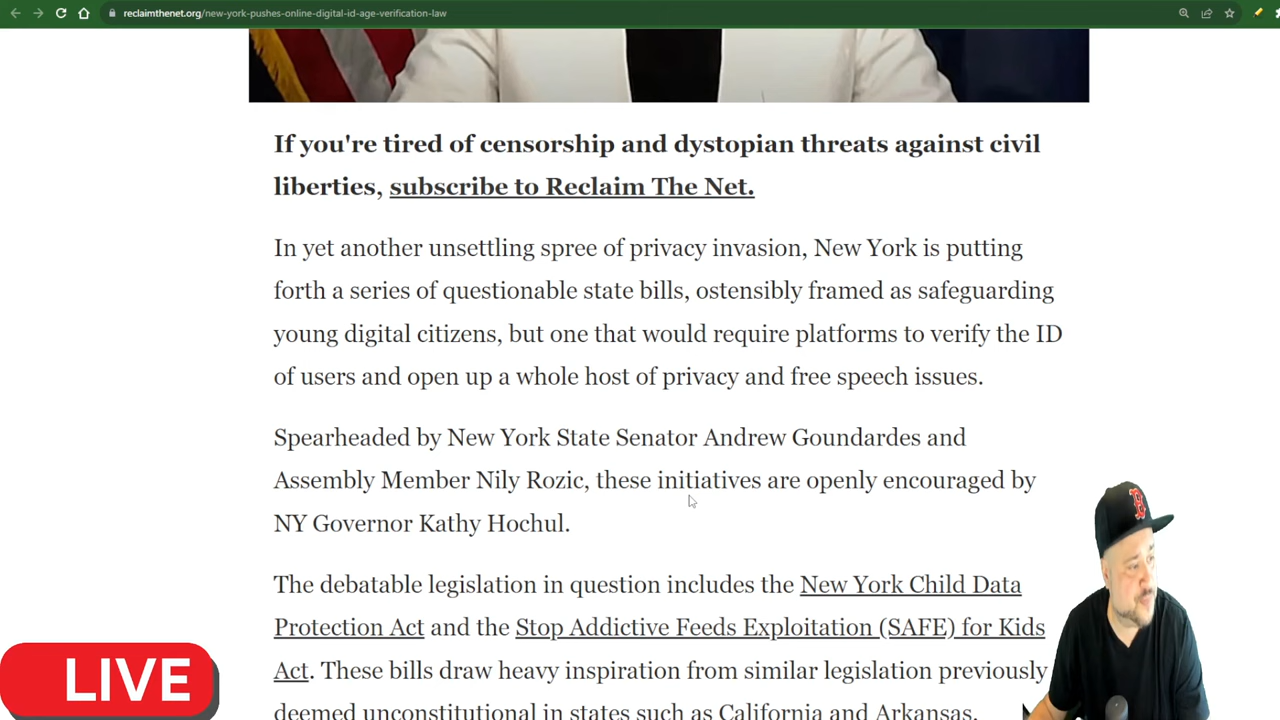 reclaimthenet.org/new-york-pushes-online-digital-id-age-verification-law
If you're tired of censorship and dystopian threats against civil
liberties, subscribe to Reclaim The Net.
In yet another unsettling spree of privacy invasion, New York is putting
forth a series of questionable state bills, ostensibly framed as safeguarding
young digital citizens, but one that would require platforms to verify the ID
of users and open up a whole host of privacy and free speech issues.
Spearheaded by New York State Senator Andrew Goundardes and
Assembly Member Nily Rozic, these initiatives are openly encouraged by
NY Governor Kathy Hochul.
The debatable legislation in question includes the New York Child Data
Protection Act and the Stop Addictive Feeds Exploitation (SAFE) for Kids
Act. These bills draw heavy inspiration from similar legislation previously
deemed unconstitutional in states such as California and Arkansas.
LIVE
B